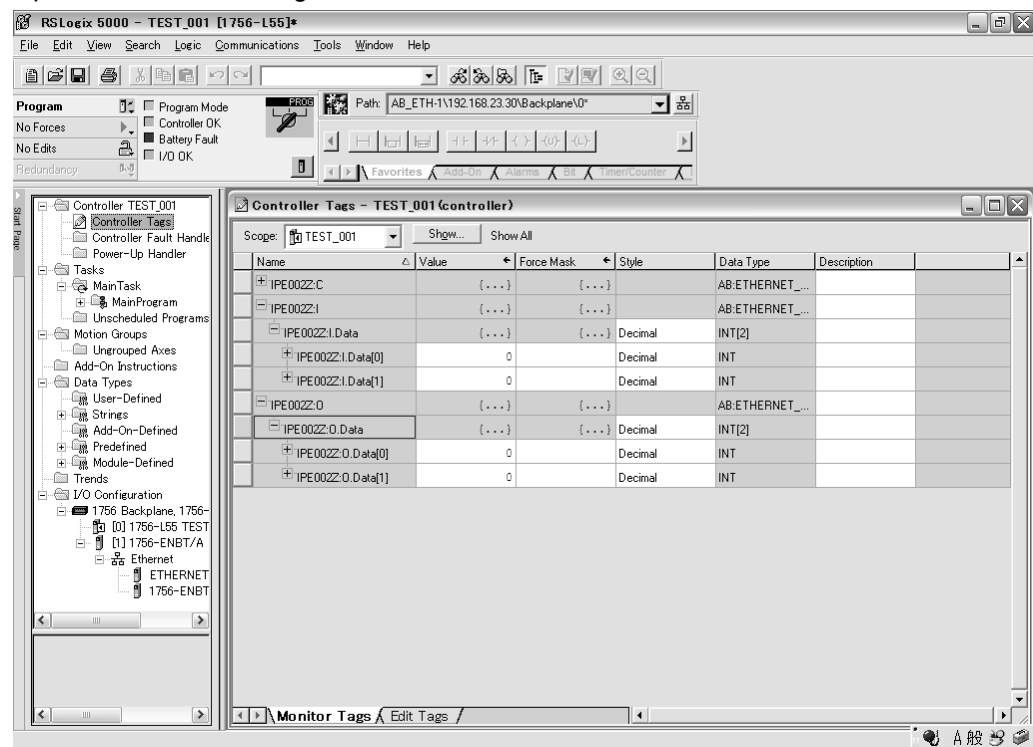 RSLogix 5000 - TEST_001 [1756-L55]*
File Edit View Search Logic Communications Tools Window Help
Program
Program Mode
PROG
Path: AB_ETH-1\192.168.23.30\Backplane\0*
No Forces
Controller OK
No Edits
Battery Fault
Redundancy
I/O OK
Favorites Add-On Alarms Bit Timer/Counter
Start Page
Controller TEST_001
Controller Tags
Controller Fault Handle
Power-Up Handler
Tasks
MainTask
MainProgram
Unscheduled Programs
Motion Groups
Ungrouped Axes
Add-On Instructions
Data Types
User-Defined
Strings
Add-On-Defined
Predefined
Module-Defined
Trends
I/O Configuration
1756 Backplane, 1756-
[0] 1756-L55 TEST
[1] 1756-ENBT/A
Ethernet
ETHERNET
1756-ENBT
Controller Tags - TEST_001(controller)
Scope: TEST_001 Show... Show All
Name Value Force Mask Style Data Type Description
IPE002Z:C {...} {...} AB:ETHERNET_...
IPE002Z:I {...} {...} AB:ETHERNET_...
IPE002Z:I.Data {...} {...} Decimal INT[2]
IPE002Z:I.Data[0] 0 Decimal INT
IPE002Z:I.Data[1] 0 Decimal INT
IPE002Z:O {...} {...} AB:ETHERNET_...
IPE002Z:O.Data {...} {...} Decimal INT[2]
IPE002Z:O.Data[0] 0 Decimal INT
IPE002Z:O.Data[1] 0 Decimal INT
Monitor Tags Edit Tags
A 般